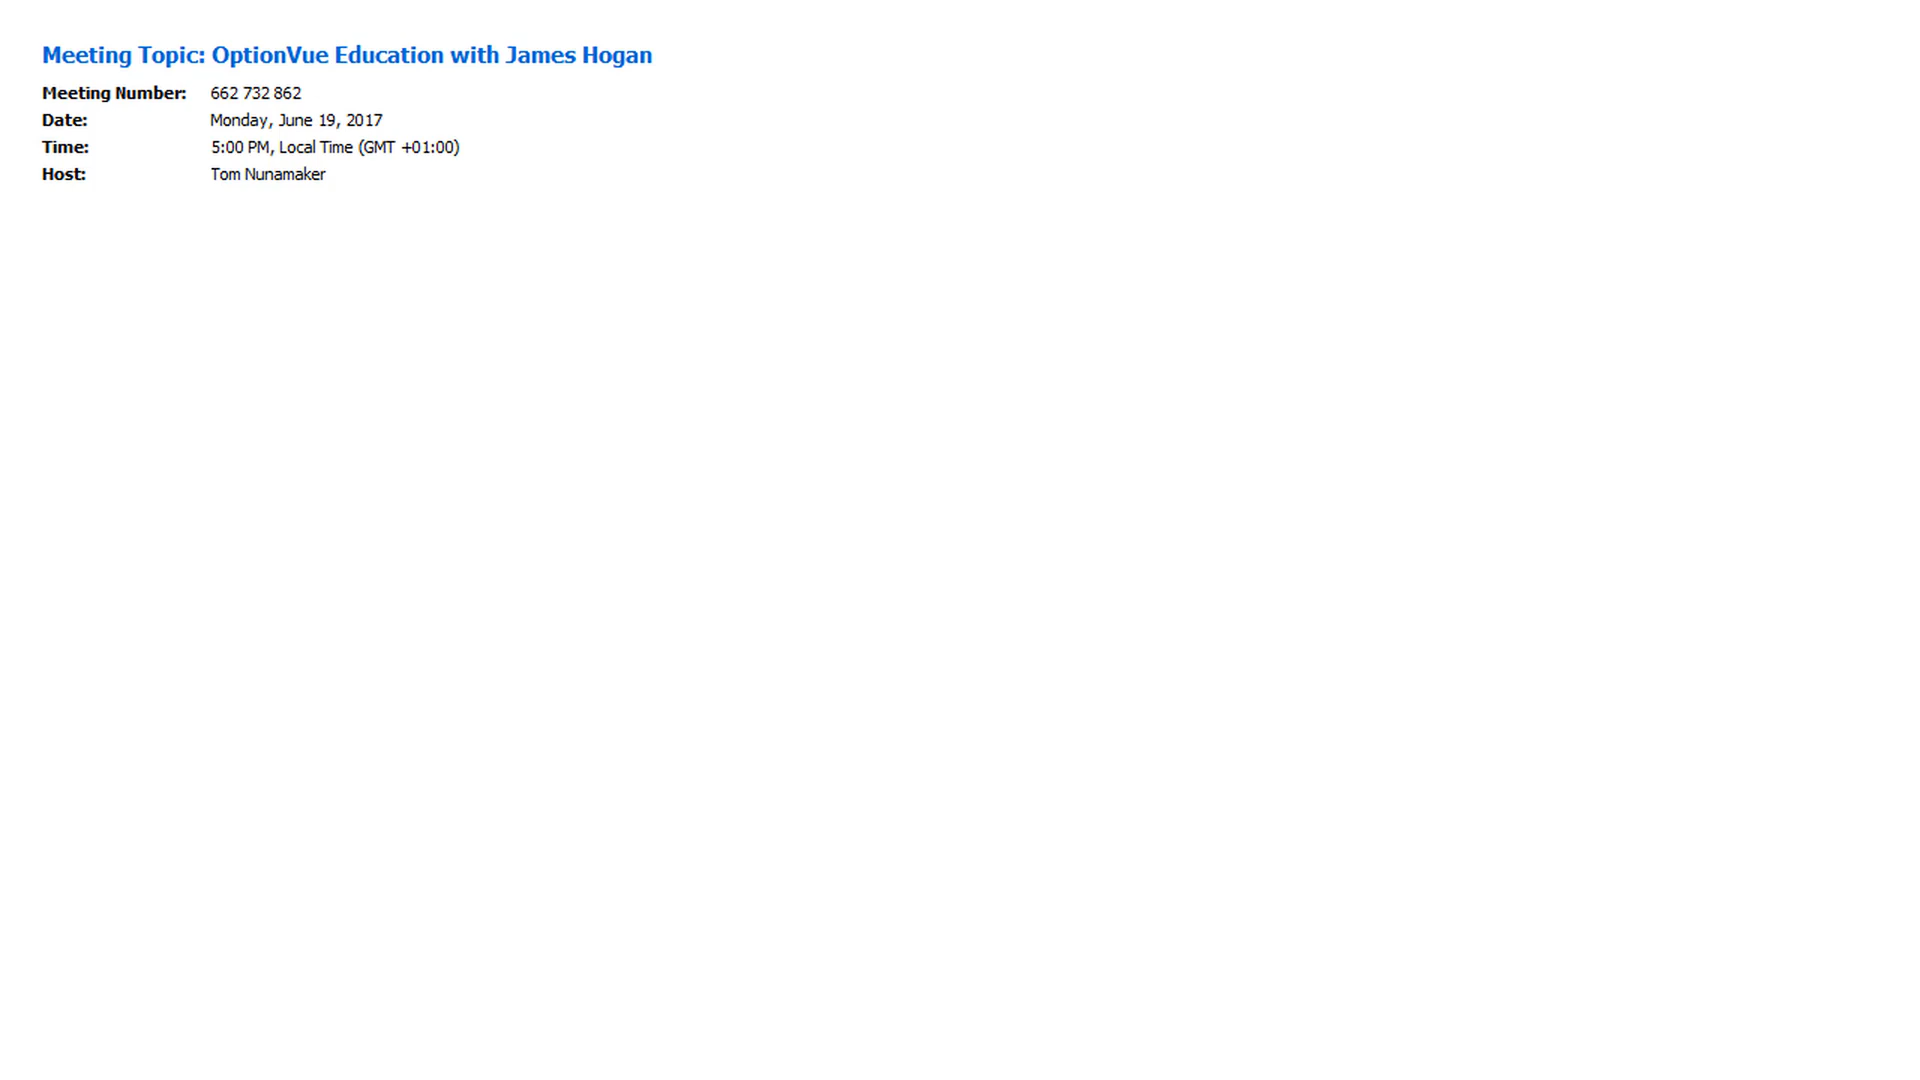 Meeting Topic: OptionVue Education with James Hogan
Meeting Number: 662 732 862
Date: Monday, June 19, 2017
Time: 5:00 PM, Local Time (GMT +01:00)
Host: Tom Nunamaker